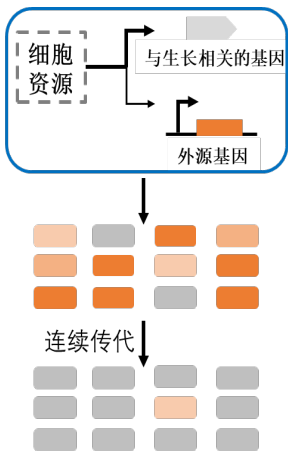 细胞
资源
与生长相关的基因
外源基因
连续传代